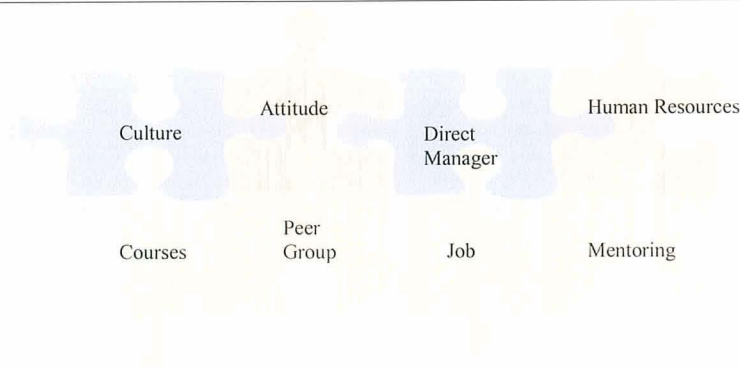 Culture
Attitude
Direct
Manager
Human Resources
Courses
Peer
Group
Job
Mentoring